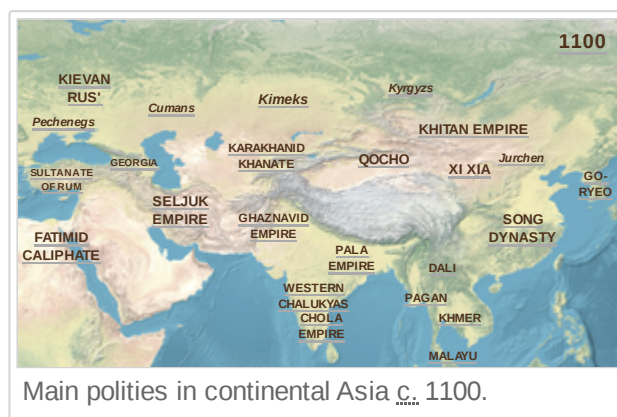 1100
KIEVAN
RUS'
Pechenegs
Cumans
Kimeks
Kyrgyzs
KHITAN EMPIRE
SULTANATE
OF RUM
GEORGIA
KARAKHANID
KHANATE
QOCHO
XI XIA
Jurchen
GO-
RYEO
SELJUK
EMPIRE
GHAZNAVID
EMPIRE
SONG
DYNASTY
FATIMID
CALIPHATE
PALA
EMPIRE
DALI
WESTERN
CHALUKYAS
CHOLA
EMPIRE
PAGAN
KHMER
MALAYU
Main polities in continental Asia c. 1100.